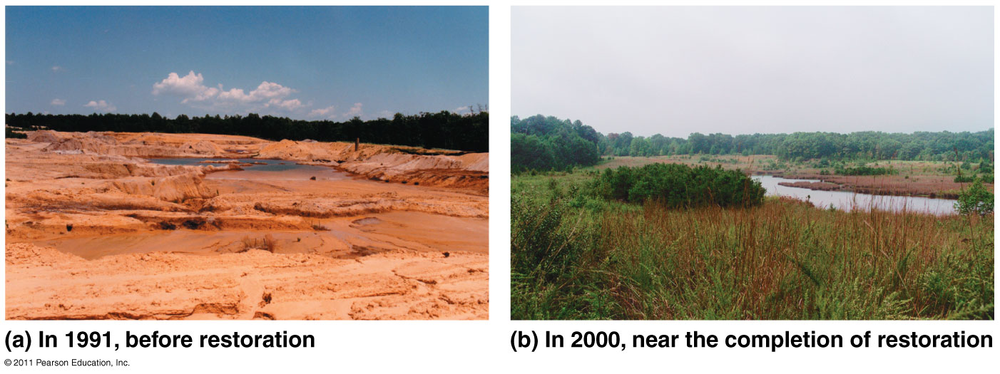 (a) In 1991, before restoration
(b) In 2000, near the completion of restoration
© 2011 Pearson Education, Inc.